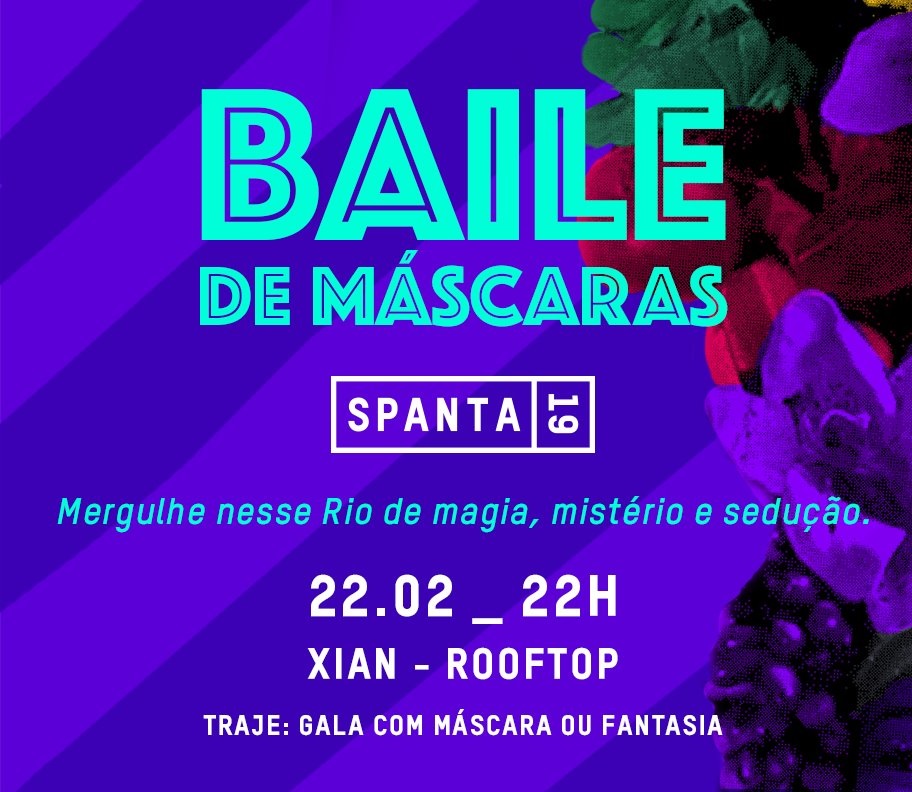 BAILE
DE MÁSCARAS
SPANTA 19
Mergulhe nesse Rio de magia, mistério e sedução.
22.02 _ 22H
XIAN - ROOFTOP
TRAJE: GALA COM MÁSCARA OU FANTASIA